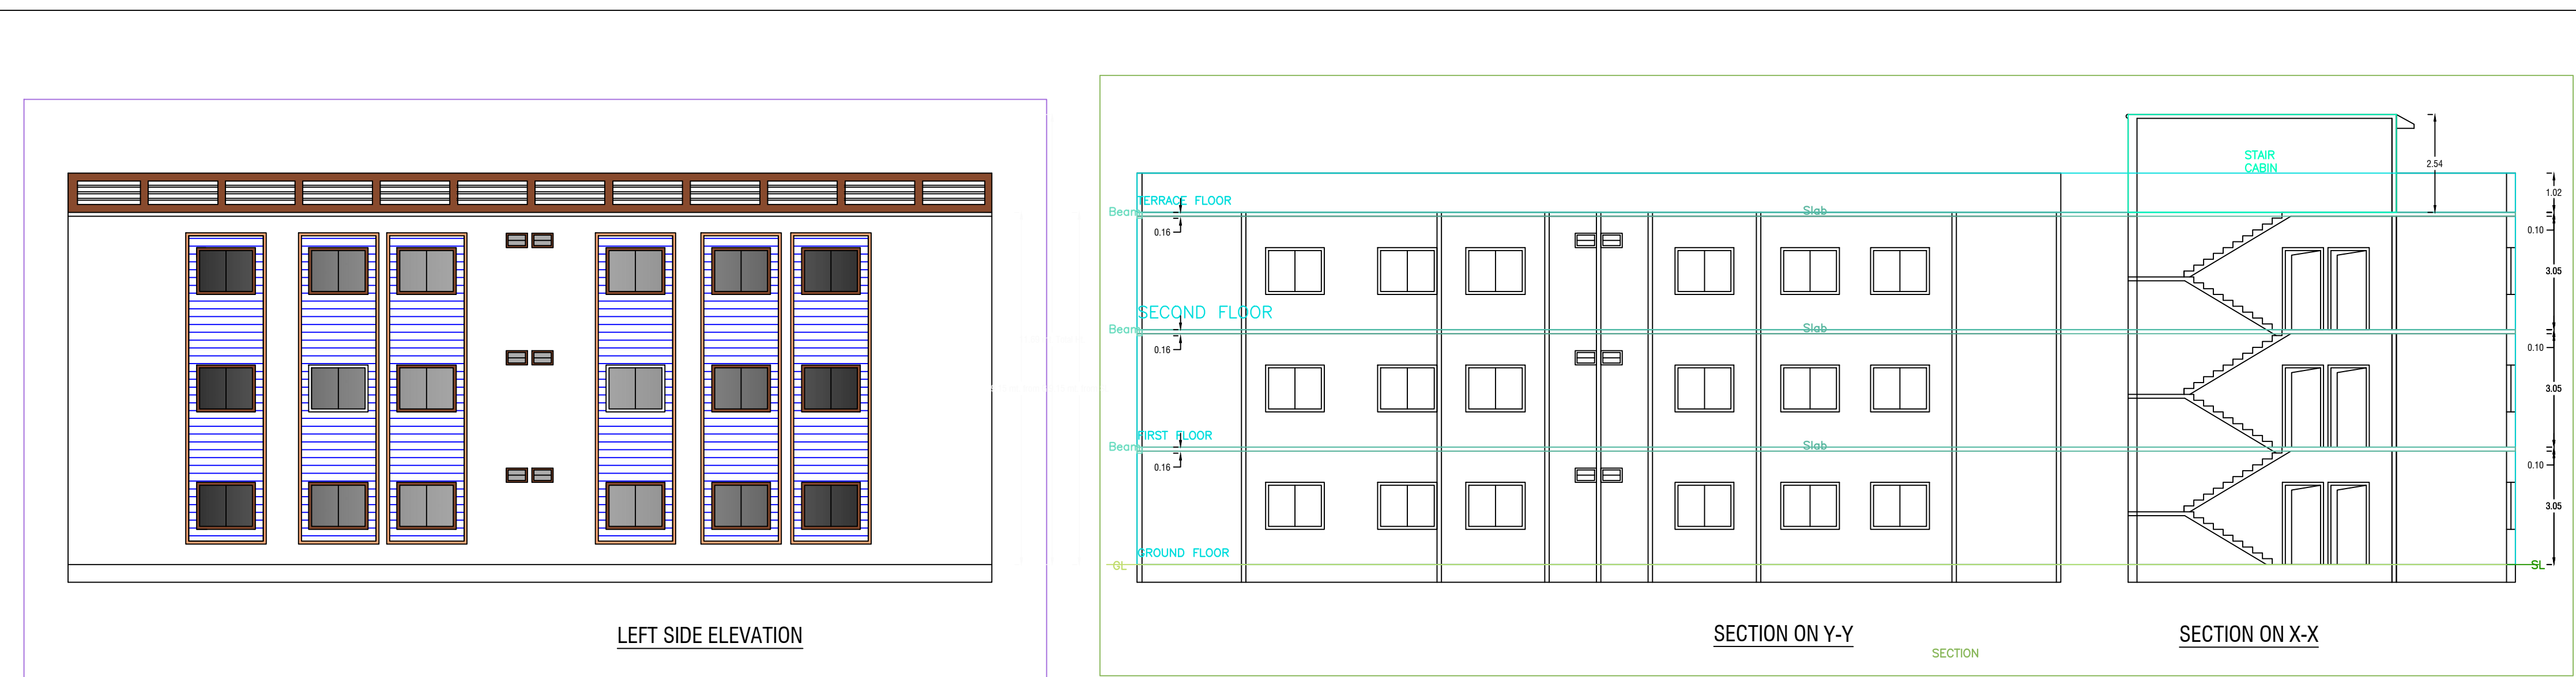 LEFT SIDE ELEVATION
STAIR
CABIN
2.54
1.02
TERRACE FLOOR
Beam
Slab
0.16
0.10
3.05
SECOND FLOOR
Beam
Slab
0.16
0.10
3.05
FIRST FLOOR
Beam
Slab
0.16
0.10
3.05
GROUND FLOOR
GL
SL
SECTION ON Y-Y
SECTION ON X-X
SECTION